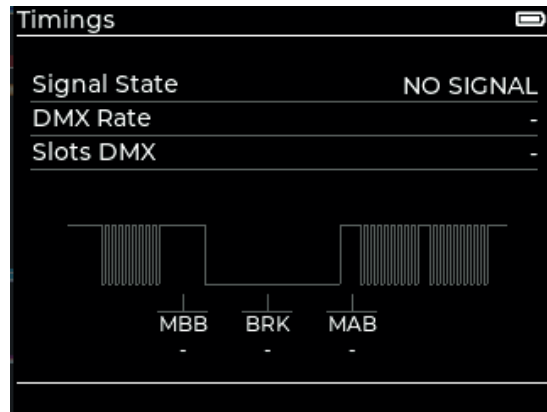 Timings
Signal State NO SIGNAL
DMX Rate -
Slots DMX -
MBB BRK MAB
- - -